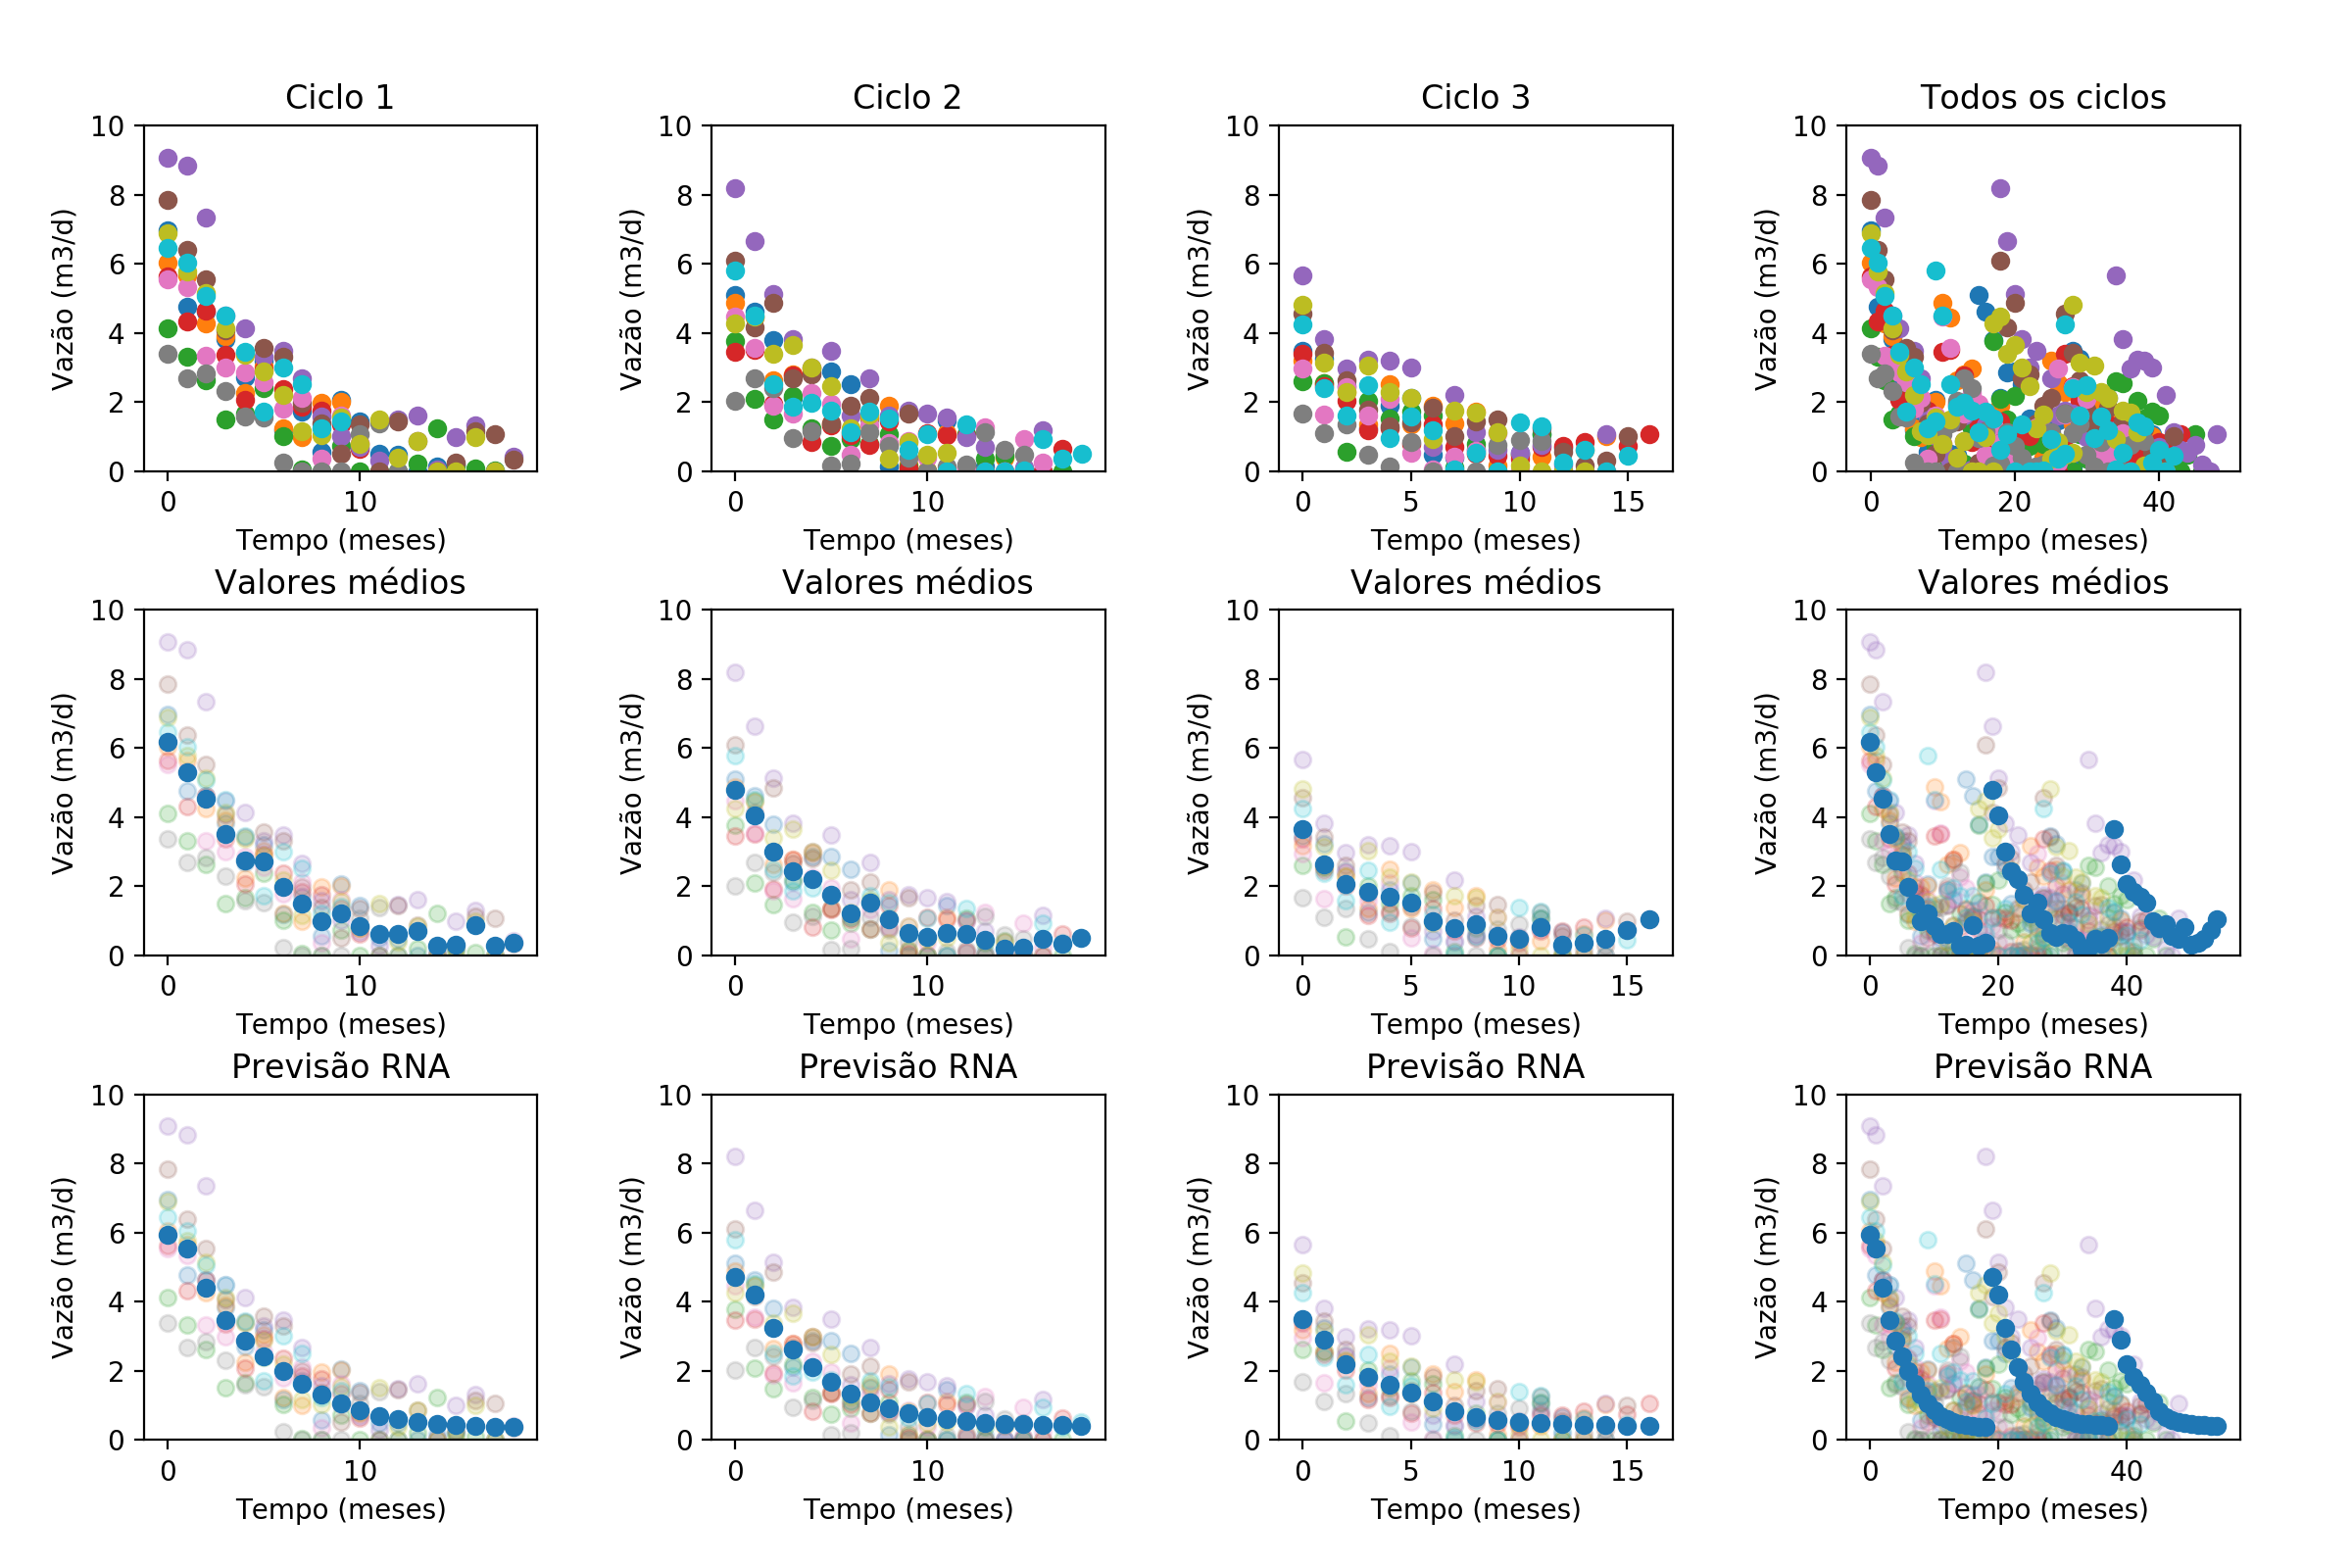 Ciclo 1
Ciclo 2
Ciclo 3
Todos os ciclos
10 8 6 4 2 0
Vazão (m3/d)
0 10
Tempo (meses)
10 8 6 4 2 0
Vazão (m3/d)
0 10
Tempo (meses)
10 8 6 4 2 0
Vazão (m3/d)
0 5 10 15
Tempo (meses)
10 8 6 4 2 0
Vazão (m3/d)
0 20 40
Tempo (meses)
Valores médios
Valores médios
Valores médios
Valores médios
10 8 6 4 2 0
Vazão (m3/d)
0 10
Tempo (meses)
10 8 6 4 2 0
Vazão (m3/d)
0 10
Tempo (meses)
10 8 6 4 2 0
Vazão (m3/d)
0 5 10 15
Tempo (meses)
10 8 6 4 2 0
Vazão (m3/d)
0 20 40
Tempo (meses)
Previsão RNA
Previsão RNA
Previsão RNA
Previsão RNA
10 8 6 4 2 0
Vazão (m3/d)
0 10
Tempo (meses)
10 8 6 4 2 0
Vazão (m3/d)
0 10
Tempo (meses)
10 8 6 4 2 0
Vazão (m3/d)
0 5 10 15
Tempo (meses)
10 8 6 4 2 0
Vazão (m3/d)
0 20 40
Tempo (meses)